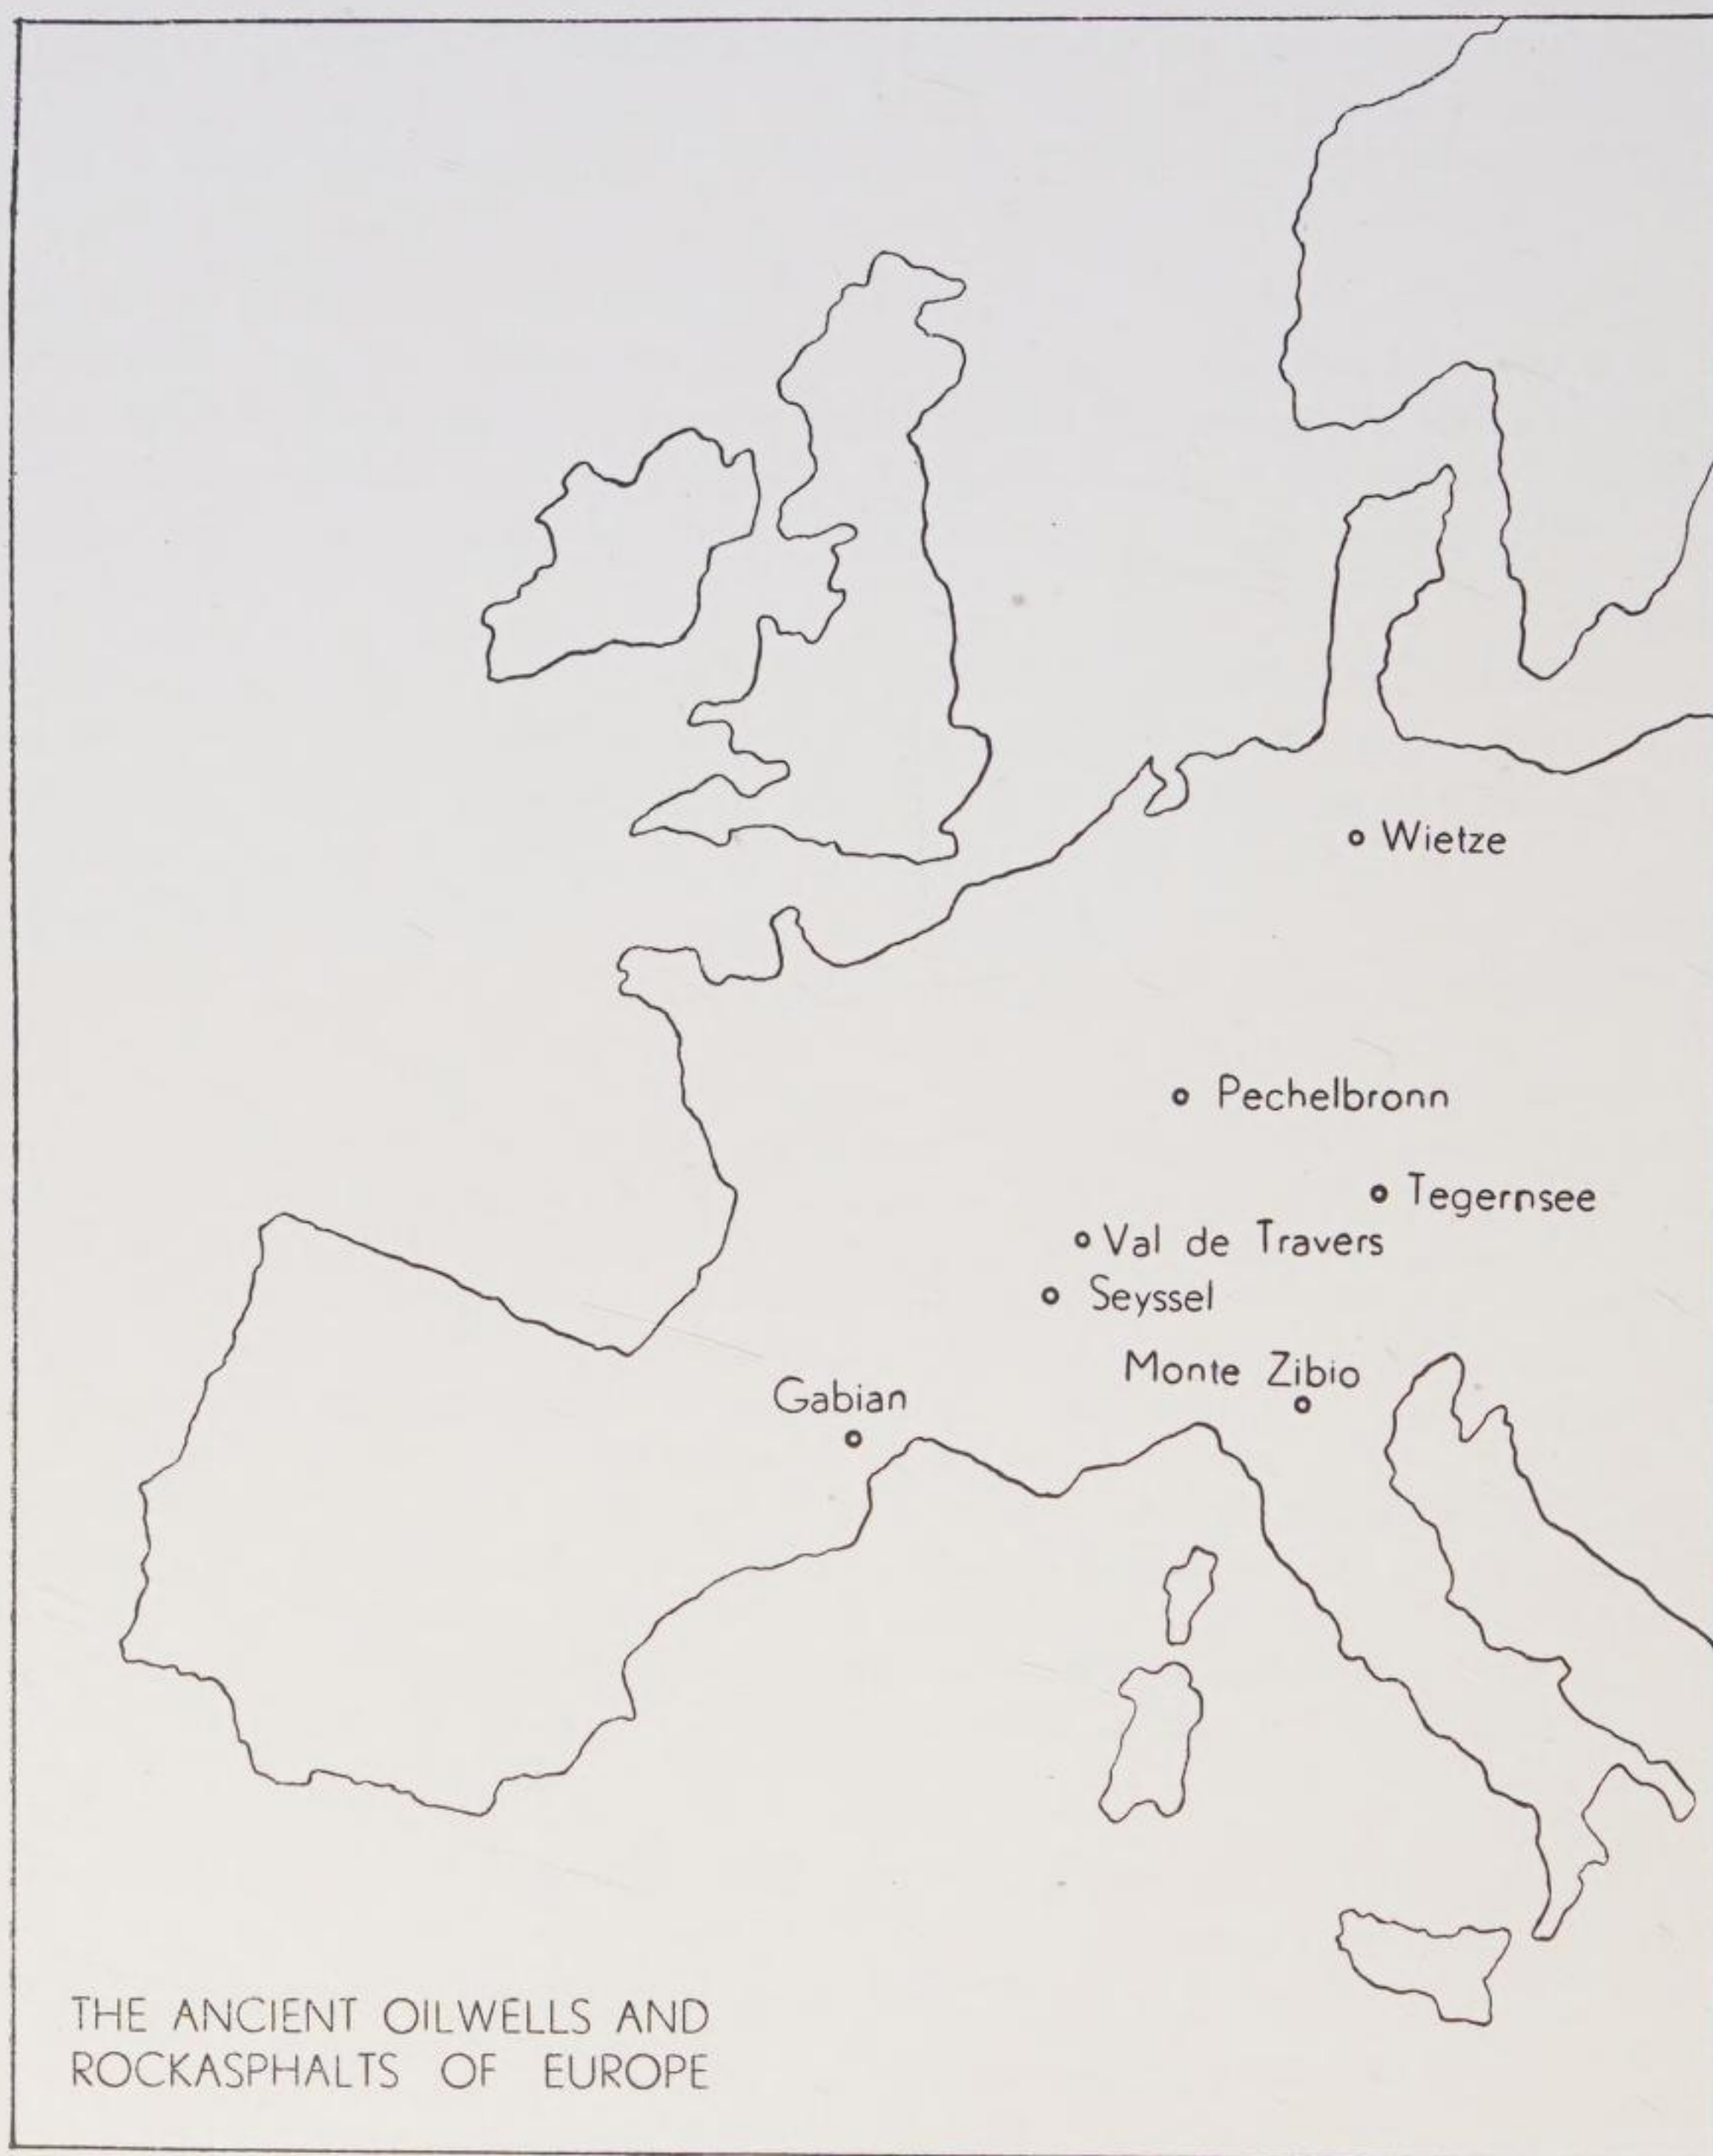 Wietze
Pechelbronn
Tegernsee
Val de Travers
Seyssel
Monte Zibio
Gabian
THE ANCIENT OILWELLS AND
ROCKASPHALTS OF EUROPE